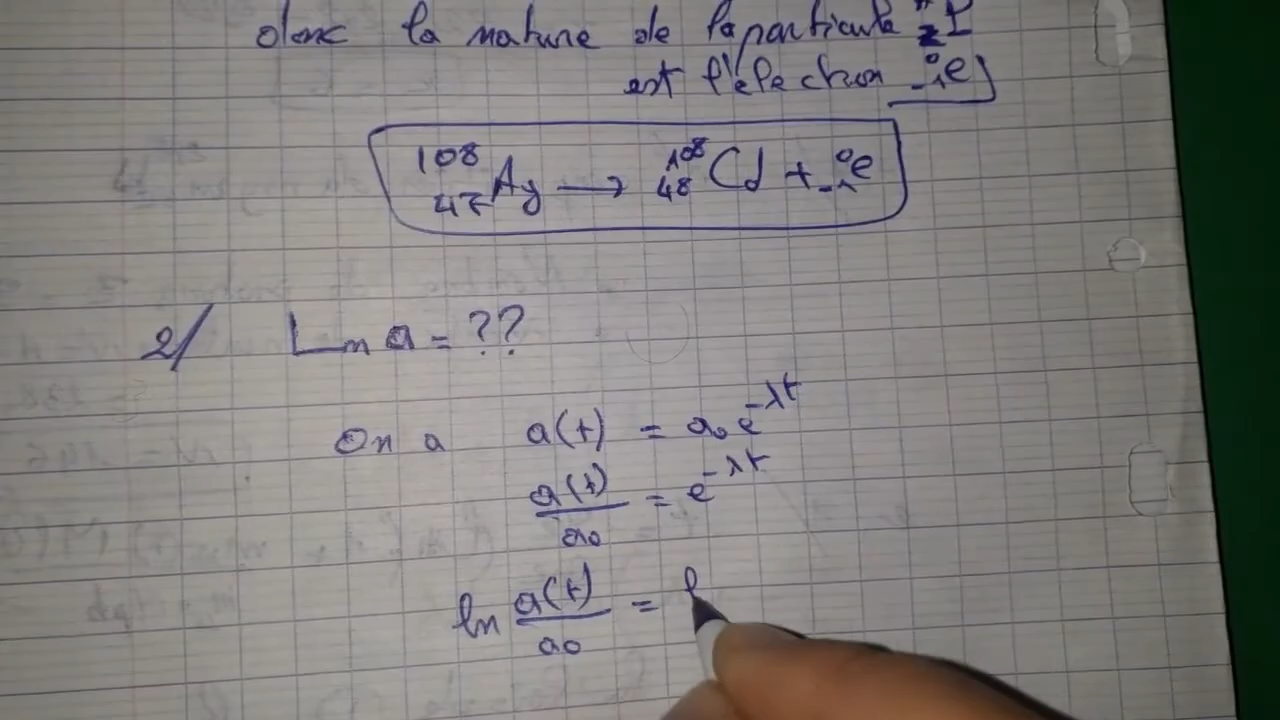 donc la nature de la particule ᴬzP
est l'électron ⁰₋₁e
¹⁰⁸₄₇Ag → ¹⁰⁸₄₈Cd + ⁰₋₁e
2/ Ln a = ??
On a a(t) = a₀ e^-λt
a(t)/a₀ = e^-λt
ln a(t)/a₀ = l